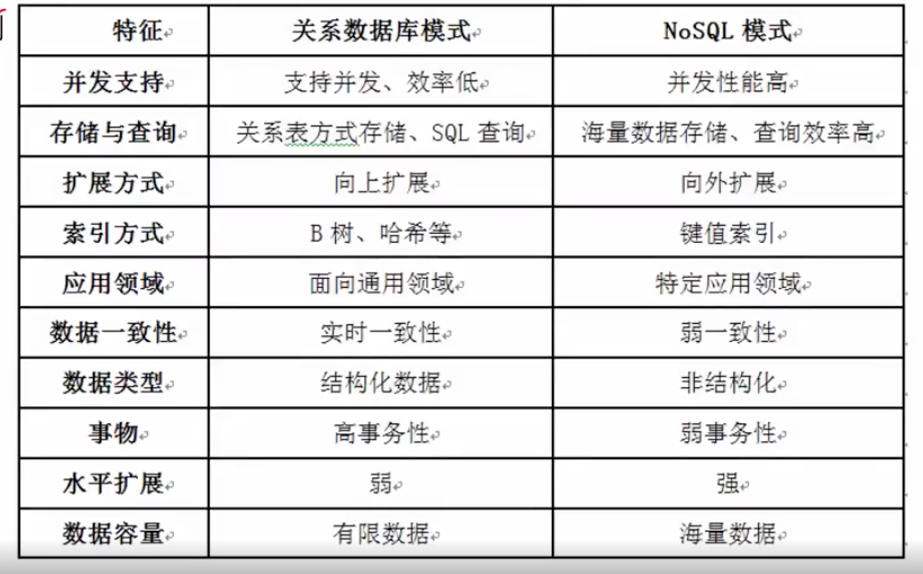 特征 关系数据库模式 NoSQL 模式
并发支持 支持并发、效率低 并发性能高
存储与查询 关系表方式存储、SQL 查询 海量数据存储、查询效率高
扩展方式 向上扩展 向外扩展
索引方式 B 树、哈希等 键值索引
应用领域 面向通用领域 特定应用领域
数据一致性 实时一致性 弱一致性
数据类型 结构化数据 非结构化
事物 高事务性 弱事务性
水平扩展 弱 强
数据容量 有限数据 海量数据